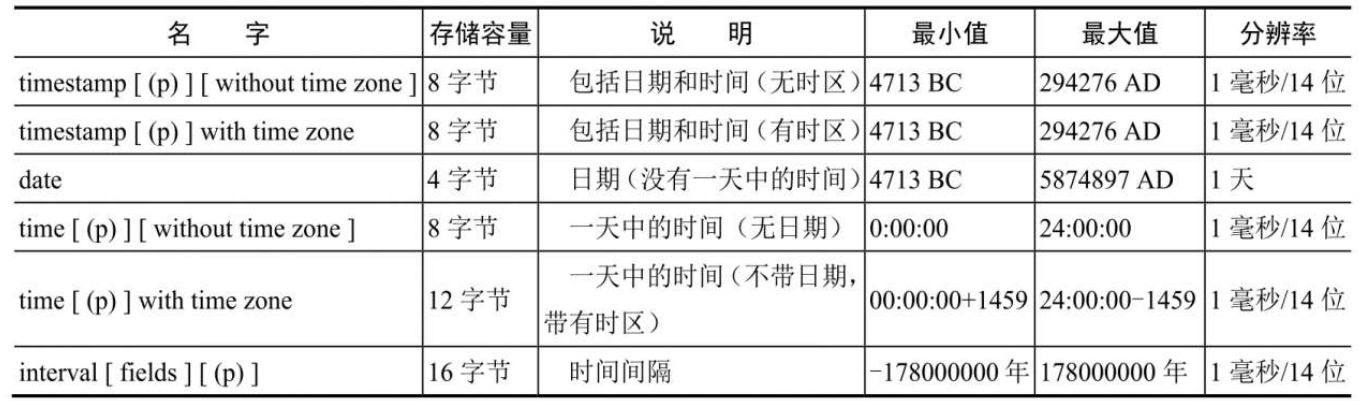 名 字 存储容量 说 明 最小值 最大值 分辨率
timestamp [ (p) ] [ without time zone ] 8 字节 包括日期和时间（无时区） 4713 BC 294276 AD 1 毫秒/14 位
timestamp [ (p) ] with time zone 8 字节 包括日期和时间（有时区） 4713 BC 294276 AD 1 毫秒/14 位
date 4 字节 日期（没有一天中的时间） 4713 BC 5874897 AD 1 天
time [ (p) ] [ without time zone ] 8 字节 一天中的时间（无日期） 0:00:00 24:00:00 1 毫秒/14 位
time [ (p) ] with time zone 12 字节 一天中的时间（不带日期，
带有时区） 00:00:00+1459 24:00:00-1459 1 毫秒/14 位
interval [ fields ] [ (p) ] 16 字节 时间间隔 -178000000 年 178000000 年 1 毫秒/14 位